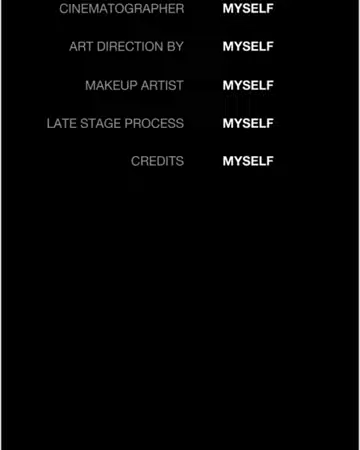 CINEMATOGRAPHER MYSELF
ART DIRECTION BY MYSELF
MAKEUP ARTIST MYSELF
LATE STAGE PROCESS MYSELF
CREDITS MYSELF